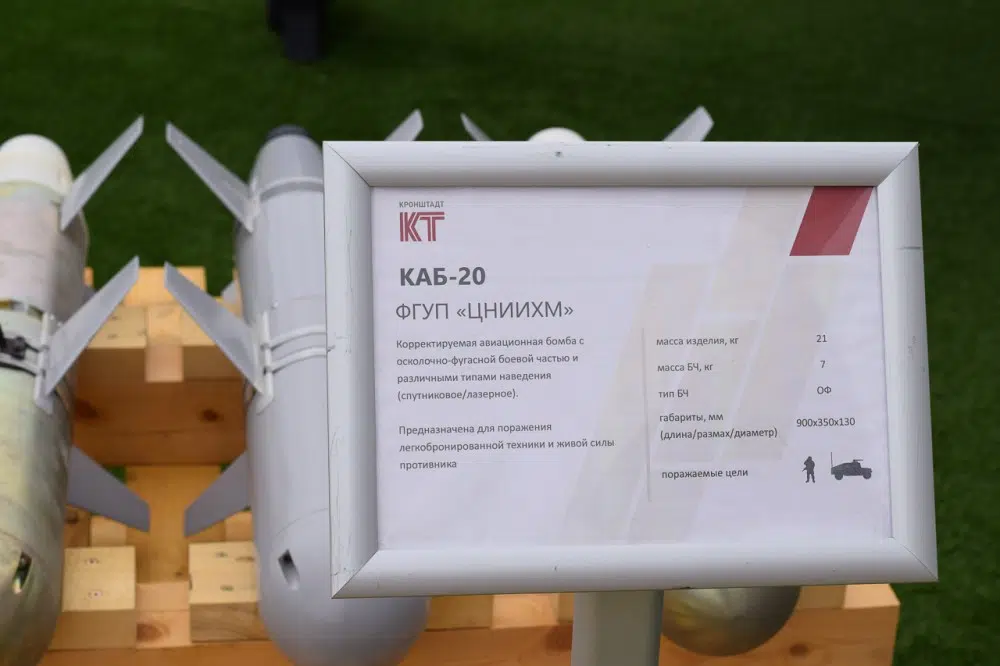 КРОНШТАДТ
КТ
КАБ-20
ФГУП «ЦНИИХМ»
Корректируемая авиационная бомба с
осколочно-фугасной боевой частью и
различными типами наведения
(спутниковое/лазерное).
Предназначена для поражения
легкобронированной техники и живой силы
противника
масса изделия, кг 21
масса БЧ, кг 7
тип БЧ ОФ
габариты, мм
(длина/размах/диаметр) 900х350х130
поражаемые цели